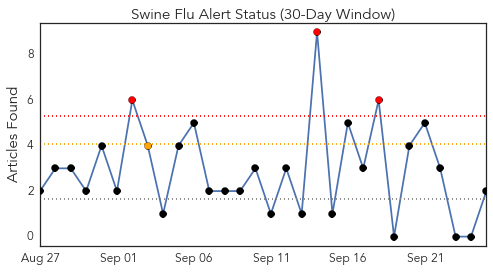 Swine Flu Alert Status (30-Day Window)
Articles Found
8
6
4
2
0
Aug 27 Sep 01 Sep 06 Sep 11 Sep 16 Sep 21